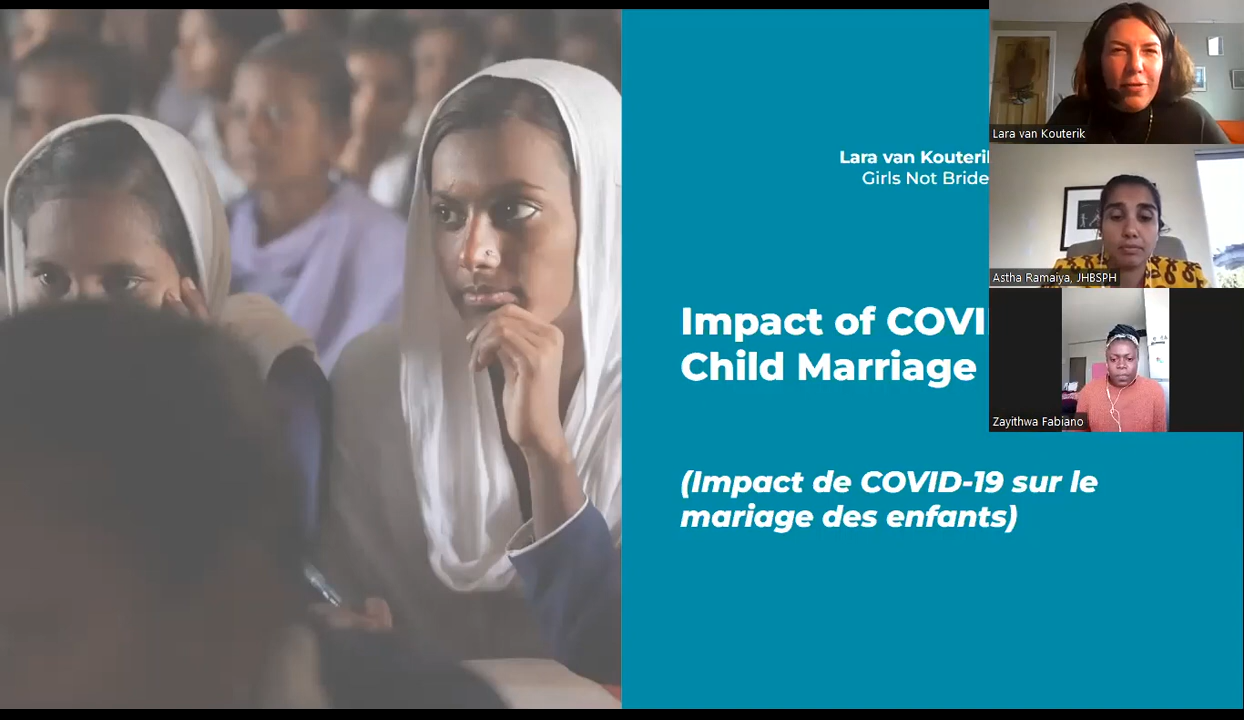 Lara van Kouterik
Girls Not Bride
Impact of COVI
Child Marriage
(Impact de COVID-19 sur le
mariage des enfants)
Lara van Kouterik
Astha Ramaiya, JHBSPH
Zayithwa Fabiano